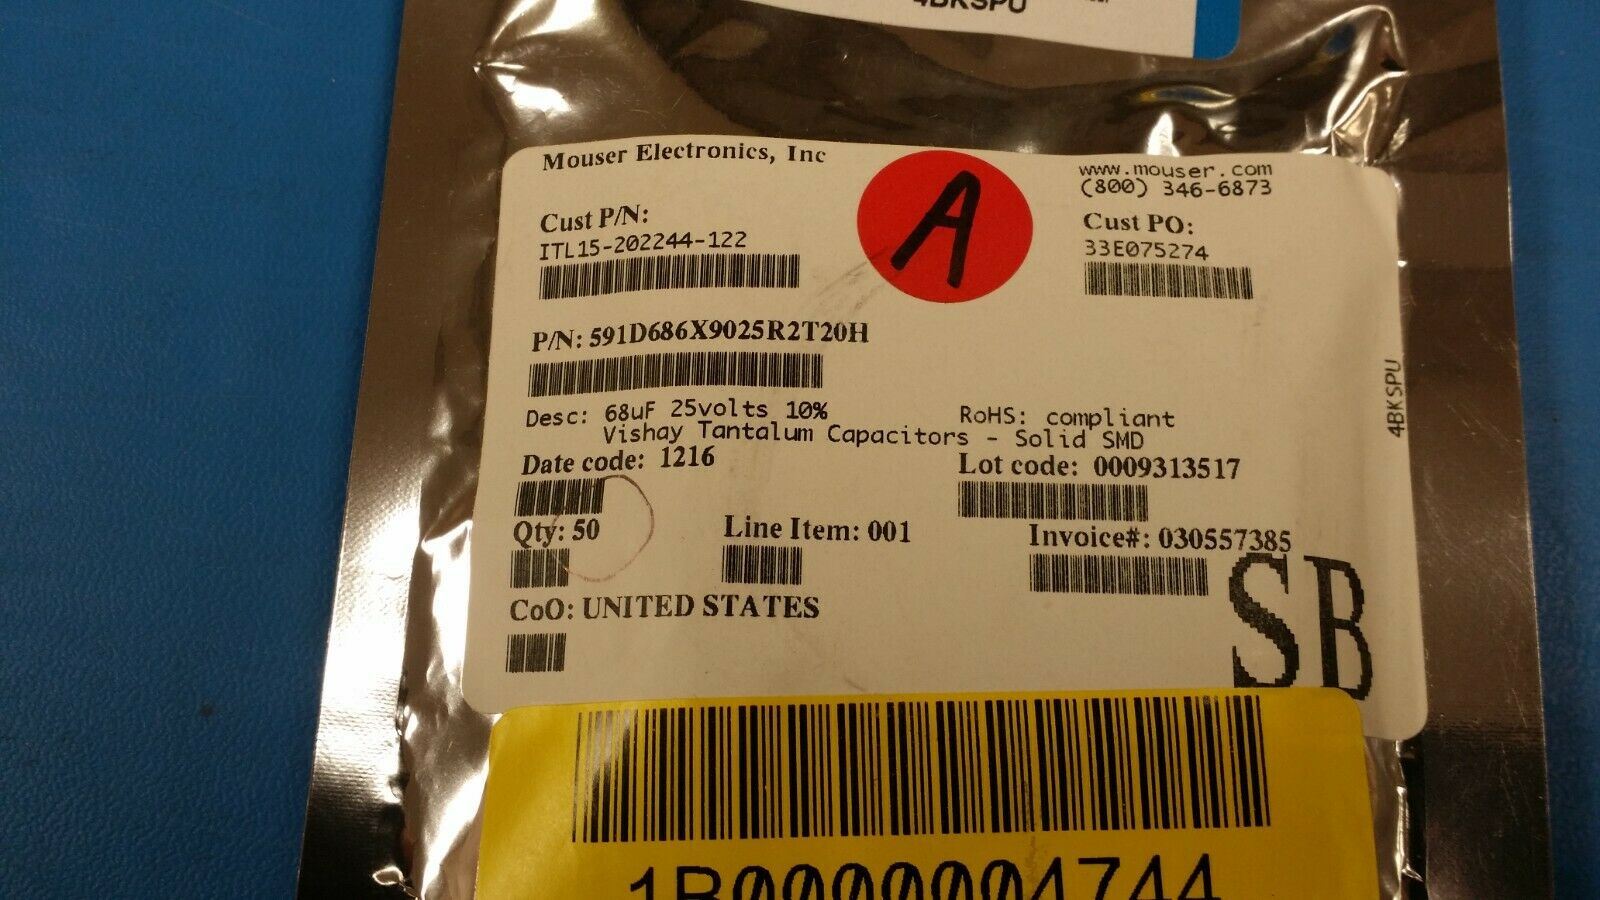 4BKSPU
Mouser Electronics, Inc
www.mouser.com
(800) 346-6873
A
Cust P/N:
ITL15-202244-122
Cust PO:
33E075274
P/N: 591D686X9025R2T20H
Desc: 68uF 25volts 10%
Vishay Tantalum Capacitors - Solid SMD
RoHS: compliant
4BKSPU
Date code: 1216
Lot code: 0009313517
Qty: 50
Line Item: 001
Invoice#: 030557385
SB
CoO: UNITED STATES
1B0000004744